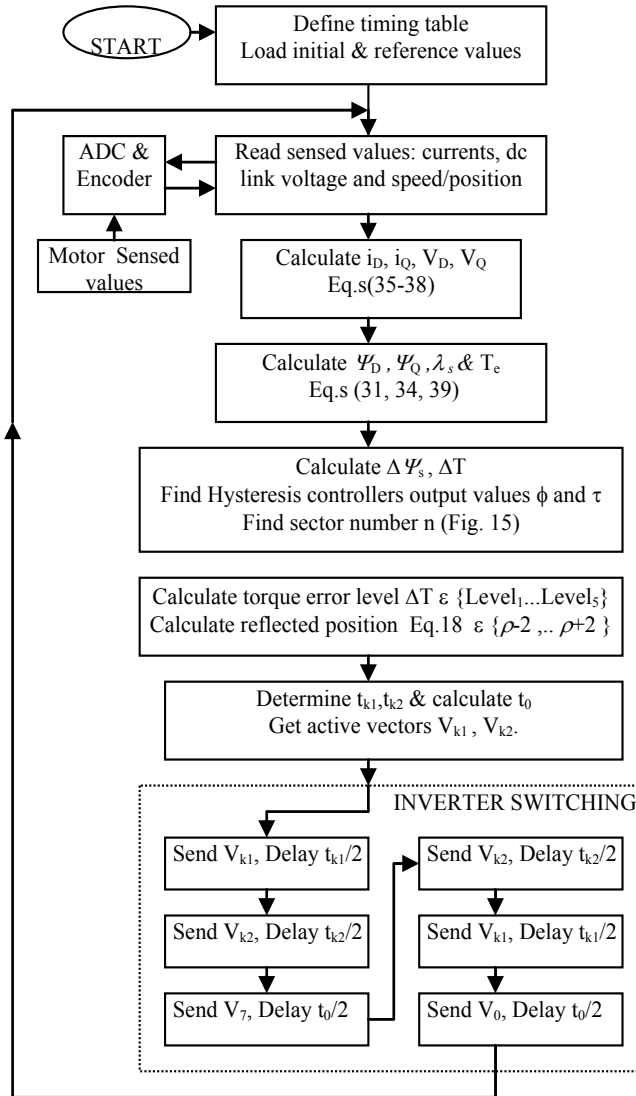 START
Define timing table
Load initial & reference values
ADC &
Encoder
Read sensed values: currents, dc
link voltage and speed/position
Motor Sensed
values
Calculate i_D, i_Q, V_D, V_Q
Eq.s(35-38)
Calculate Ψ_D , Ψ_Q ,λ_s & T_e
Eq.s (31, 34, 39)
Calculate Δ Ψ_s , ΔT
Find Hysteresis controllers output values ϕ and τ
Find sector number n (Fig. 15)
Calculate torque error level ΔT ε {Level_1...Level_5}
Calculate reflected position Eq.18 ε {ρ-2 ,.. ρ+2 }
Determine t_k1,t_k2 & calculate t_0
Get active vectors V_k1 , V_k2.
INVERTER SWITCHING
Send V_k1, Delay t_k1/2
Send V_k2, Delay t_k2/2
Send V_7, Delay t_0/2
Send V_k2, Delay t_k2/2
Send V_k1, Delay t_k1/2
Send V_0, Delay t_0/2